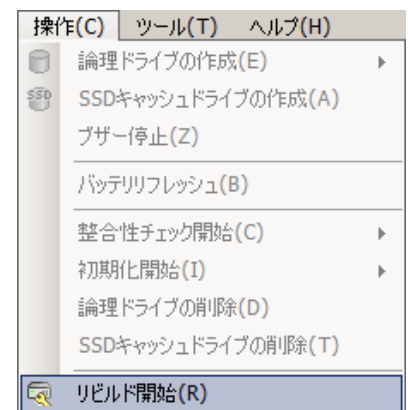 操作(C) ツール(T) ヘルプ(H)
論理ドライブの作成(E)
SSD
SSDキャッシュドライブの作成(A)
ブザー停止(Z)
バッテリリフレッシュ(B)
整合性チェック開始(C)
初期化開始(I)
論理ドライブの削除(D)
SSDキャッシュドライブの削除(T)
リビルド開始(R)